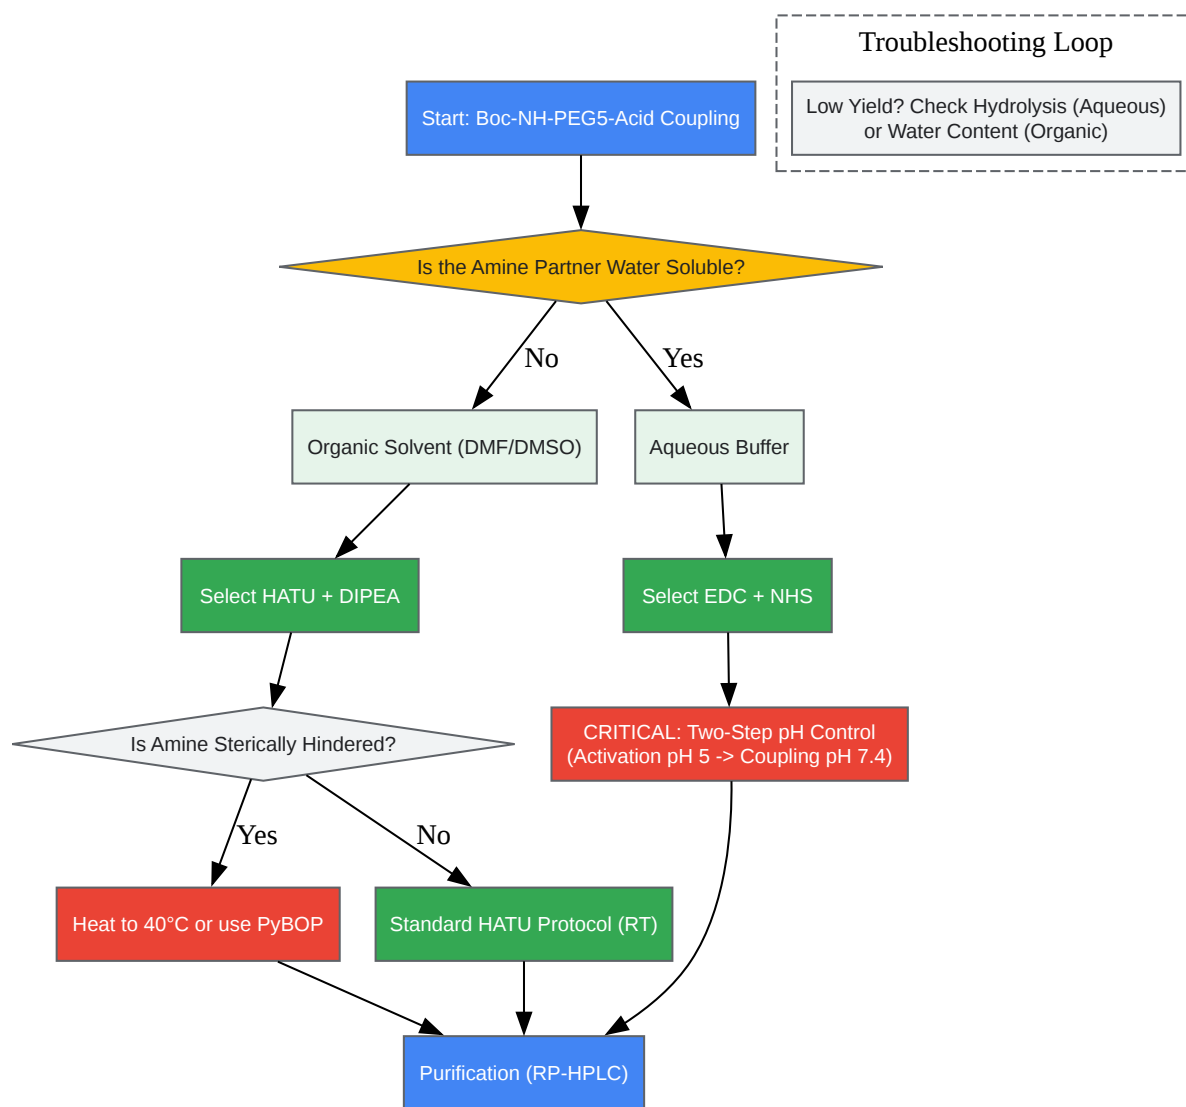 Troubleshooting Loop
Low Yield? Check Hydrolysis (Aqueous)
or Water Content (Organic)
Start: Boc-NH-PEG5-Acid Coupling
Is the Amine Partner Water Soluble?
No
Yes
Organic Solvent (DMF/DMSO)
Aqueous Buffer
Select HATU + DIPEA
Select EDC + NHS
Is Amine Sterically Hindered?
CRITICAL: Two-Step pH Control
(Activation pH 5 -> Coupling pH 7.4)
Yes
No
Heat to 40°C or use PyBOP
Standard HATU Protocol (RT)
Purification (RP-HPLC)